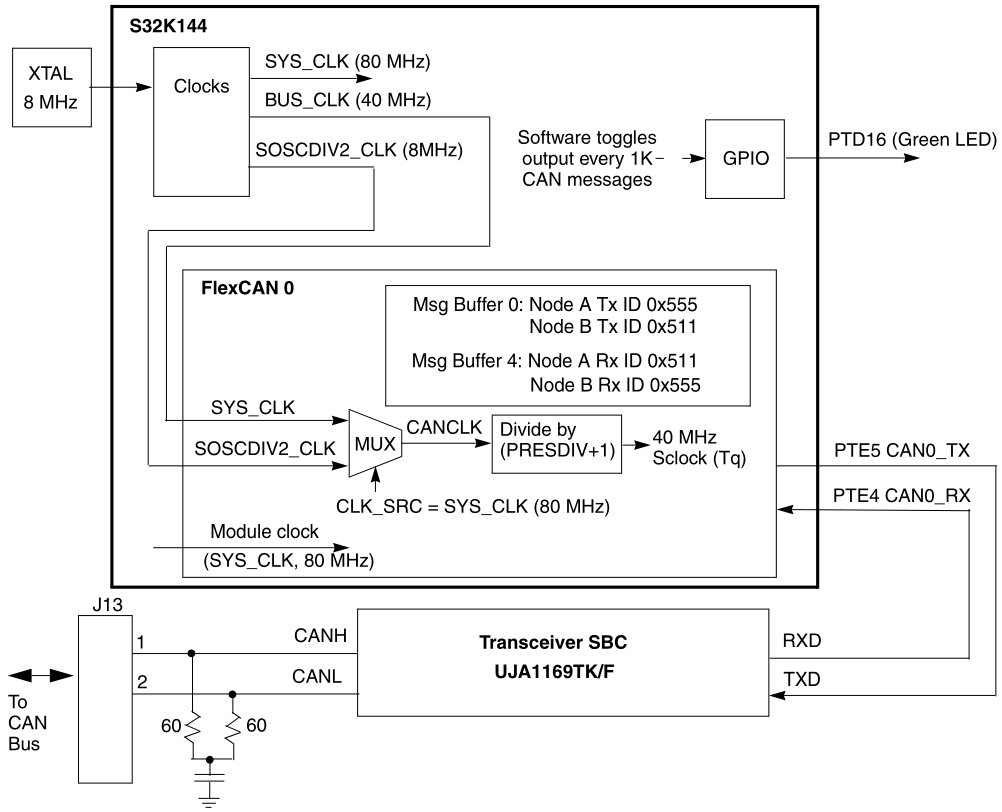 S32K144
XTAL
8 MHz
Clocks
SYS_CLK (80 MHz)
BUS_CLK (40 MHz)
SOSCDIV2_CLK (8MHz)
Software toggles
output every 1K
CAN messages
GPIO
PTD16 (Green LED)
FlexCAN 0
Msg Buffer 0: Node A Tx ID 0x555
Node B Tx ID 0x511
Msg Buffer 4: Node A Rx ID 0x511
Node B Rx ID 0x555
SYS_CLK
SOSCDIV2_CLK
MUX
CANCLK
Divide by
(PRESDIV+1)
40 MHz
Sclock (Tq)
CLK_SRC = SYS_CLK (80 MHz)
Module clock
(SYS_CLK, 80 MHz)
PTE5 CAN0_TX
PTE4 CAN0_RX
J13
1
2
CANH
CANL
Transceiver SBC
UJA1169TK/F
RXD
TXD
To
CAN
Bus
60
60